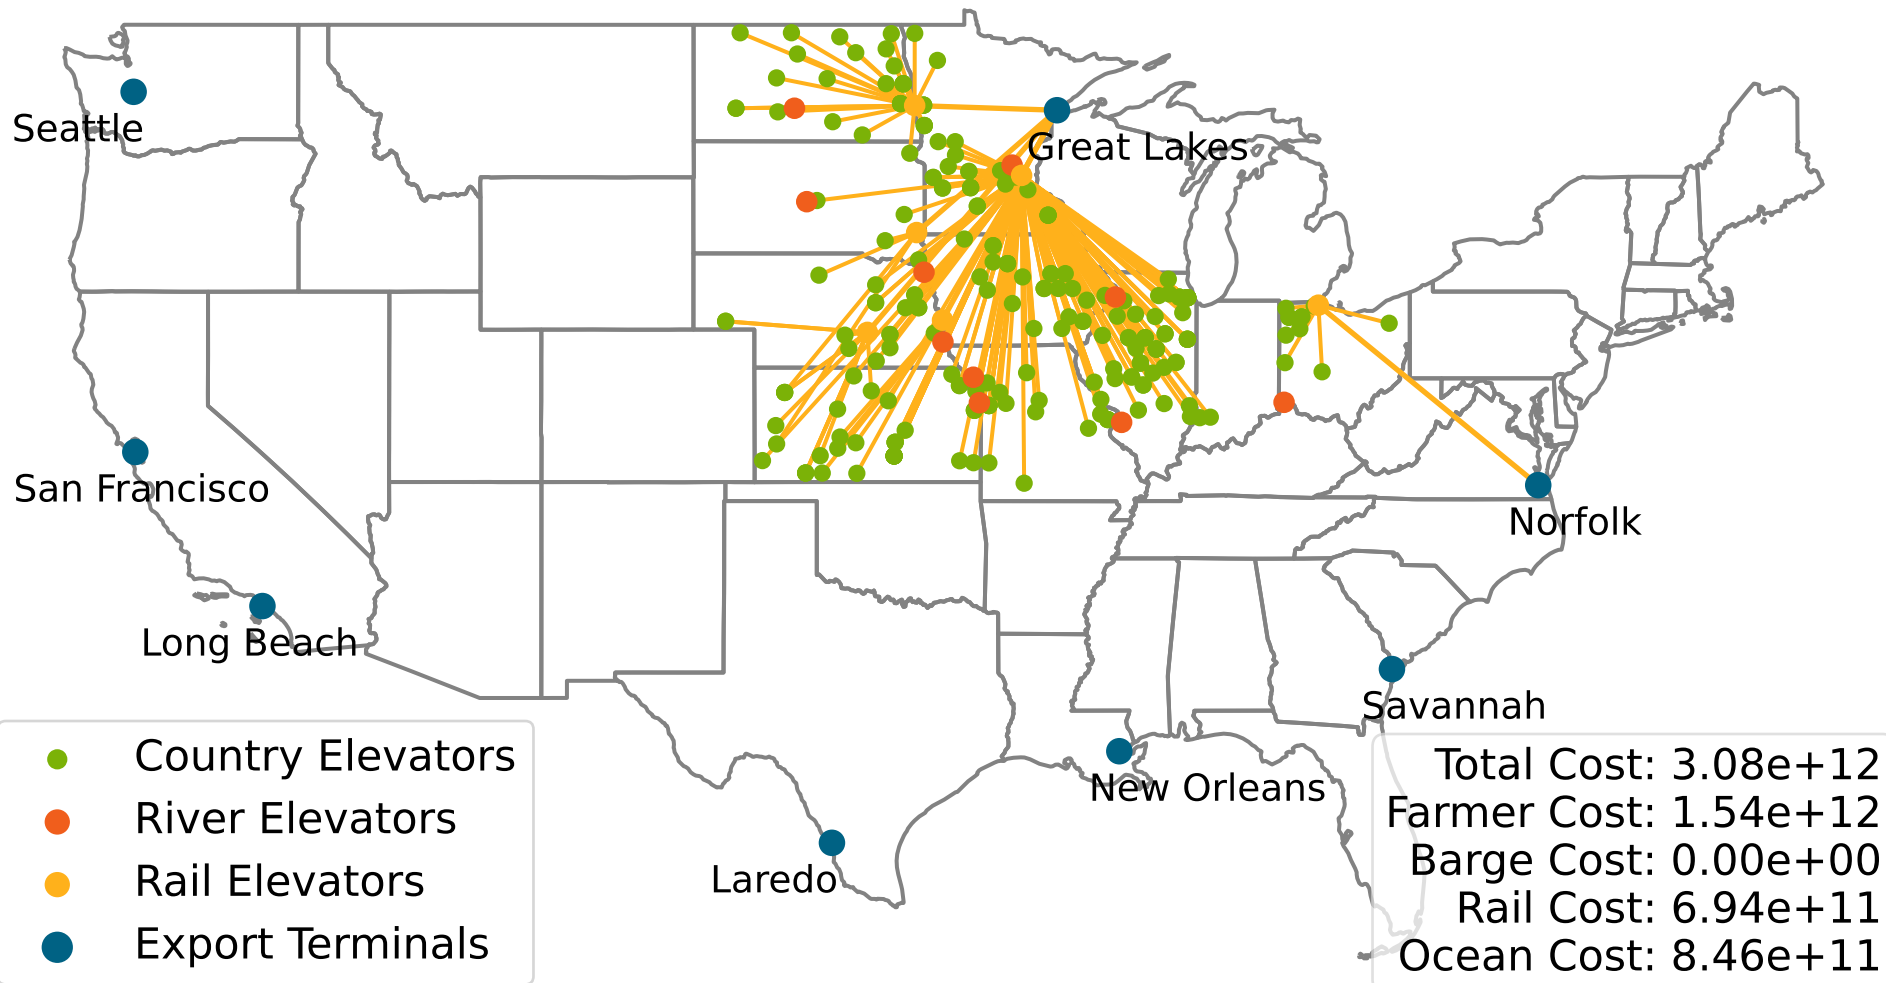 Seattle
Great Lakes
San Francisco
Norfolk
Long Beach
Savannah
New Orleans
Laredo
Country Elevators
River Elevators
Rail Elevators
Export Terminals
Total Cost: 3.08e+12
Farmer Cost: 1.54e+12
Barge Cost: 0.00e+00
Rail Cost: 6.94e+11
Ocean Cost: 8.46e+11